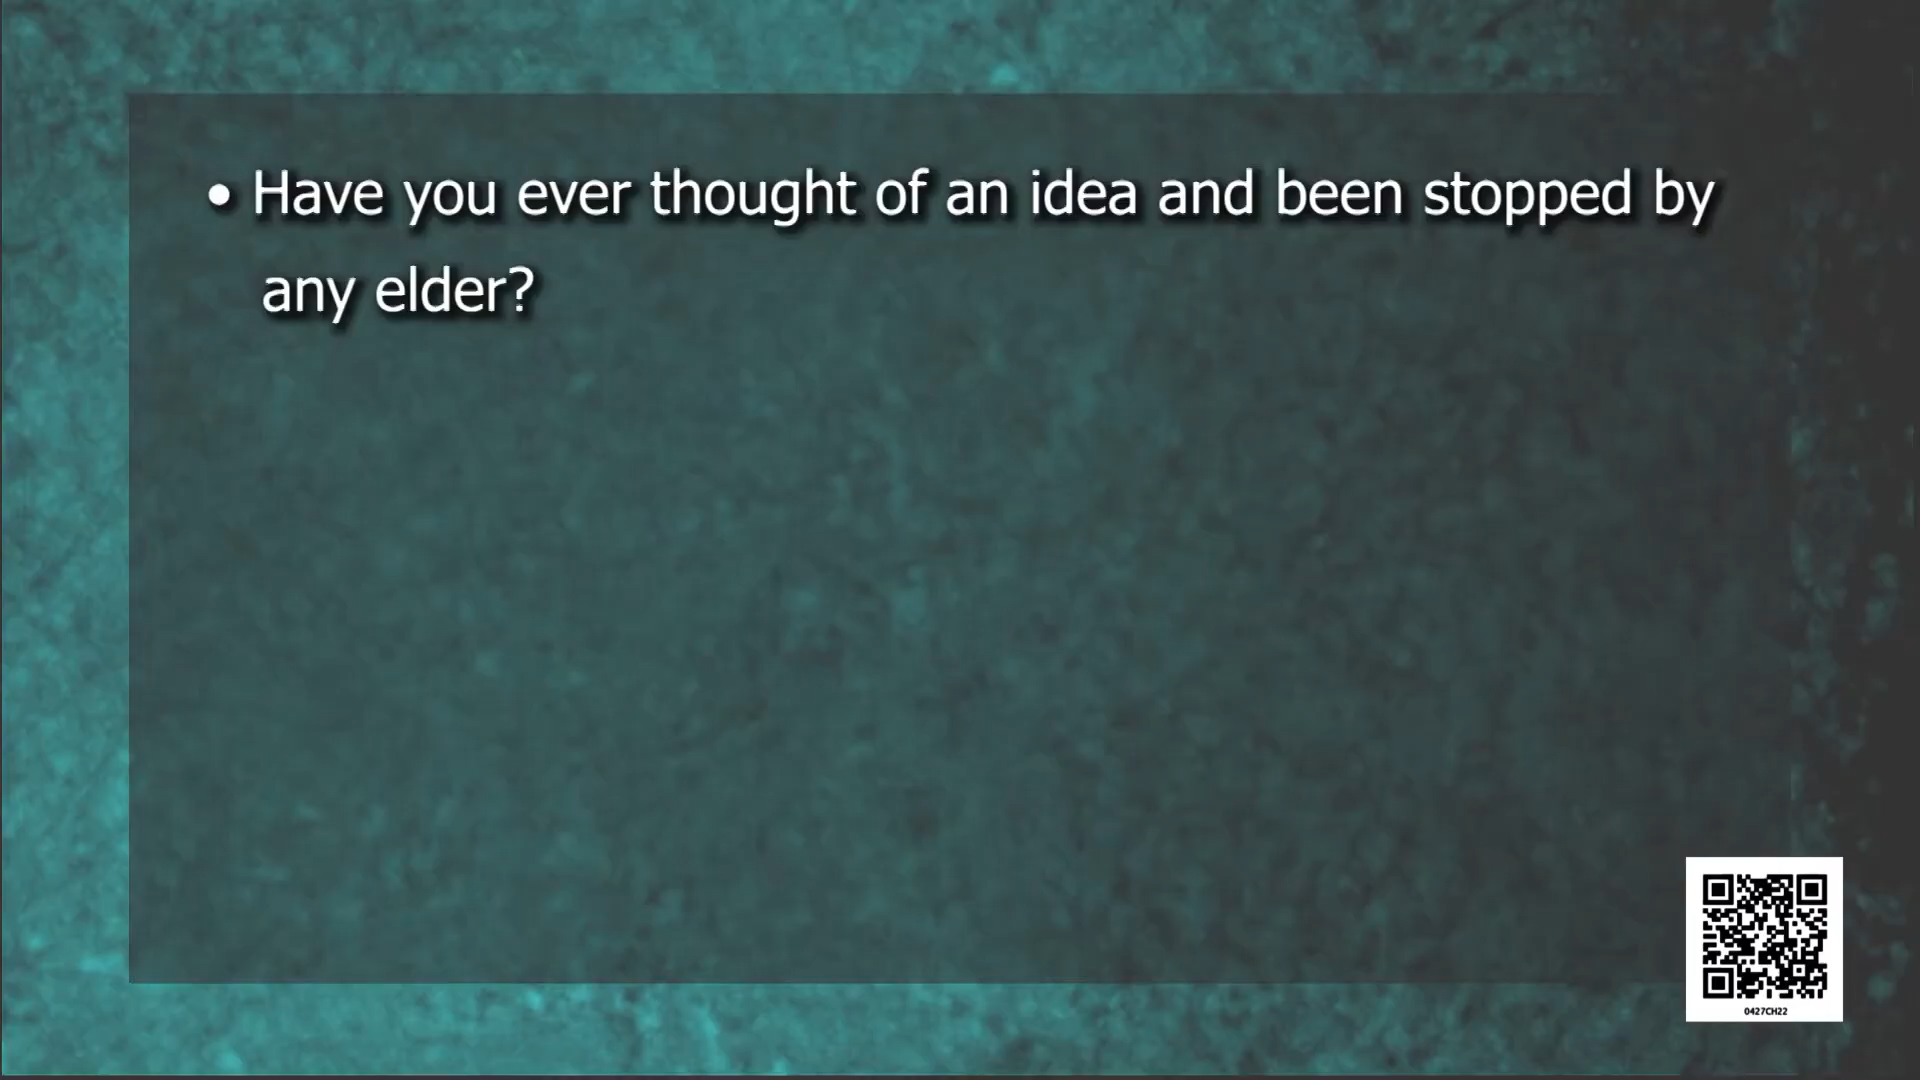 • Have you ever thought of an idea and been stopped by
any elder?
0427CH22